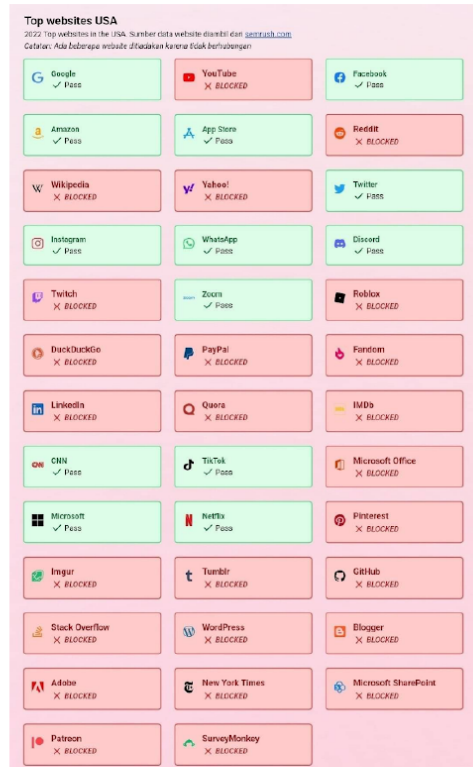 Top websites USA
2022 Top websites in the USA. Sumber data website diambil dari semrush.com
Catatan: Ada beberapa website ditiadakan karena tidak berhubungan
Google
Pass
YouTube
BLOCKED
Facebook
Pass
Amazon
Pass
App Store
Pass
Reddit
BLOCKED
Wikipedia
BLOCKED
Yahoo!
BLOCKED
Twitter
Pass
Instagram
Pass
WhatsApp
Pass
Discord
Pass
Twitch
BLOCKED
Zoom
Pass
Roblox
BLOCKED
DuckDuckGo
BLOCKED
PayPal
BLOCKED
Fandom
BLOCKED
LinkedIn
BLOCKED
Quora
BLOCKED
IMDb
BLOCKED
CNN
Pass
TikTok
Pass
Microsoft Office
BLOCKED
Microsoft
Pass
Netflix
Pass
Pinterest
BLOCKED
Imgur
BLOCKED
Tumblr
BLOCKED
GitHub
BLOCKED
Stack Overflow
BLOCKED
WordPress
BLOCKED
Blogger
BLOCKED
Adobe
BLOCKED
New York Times
BLOCKED
Microsoft SharePoint
BLOCKED
Patreon
BLOCKED
SurveyMonkey
BLOCKED